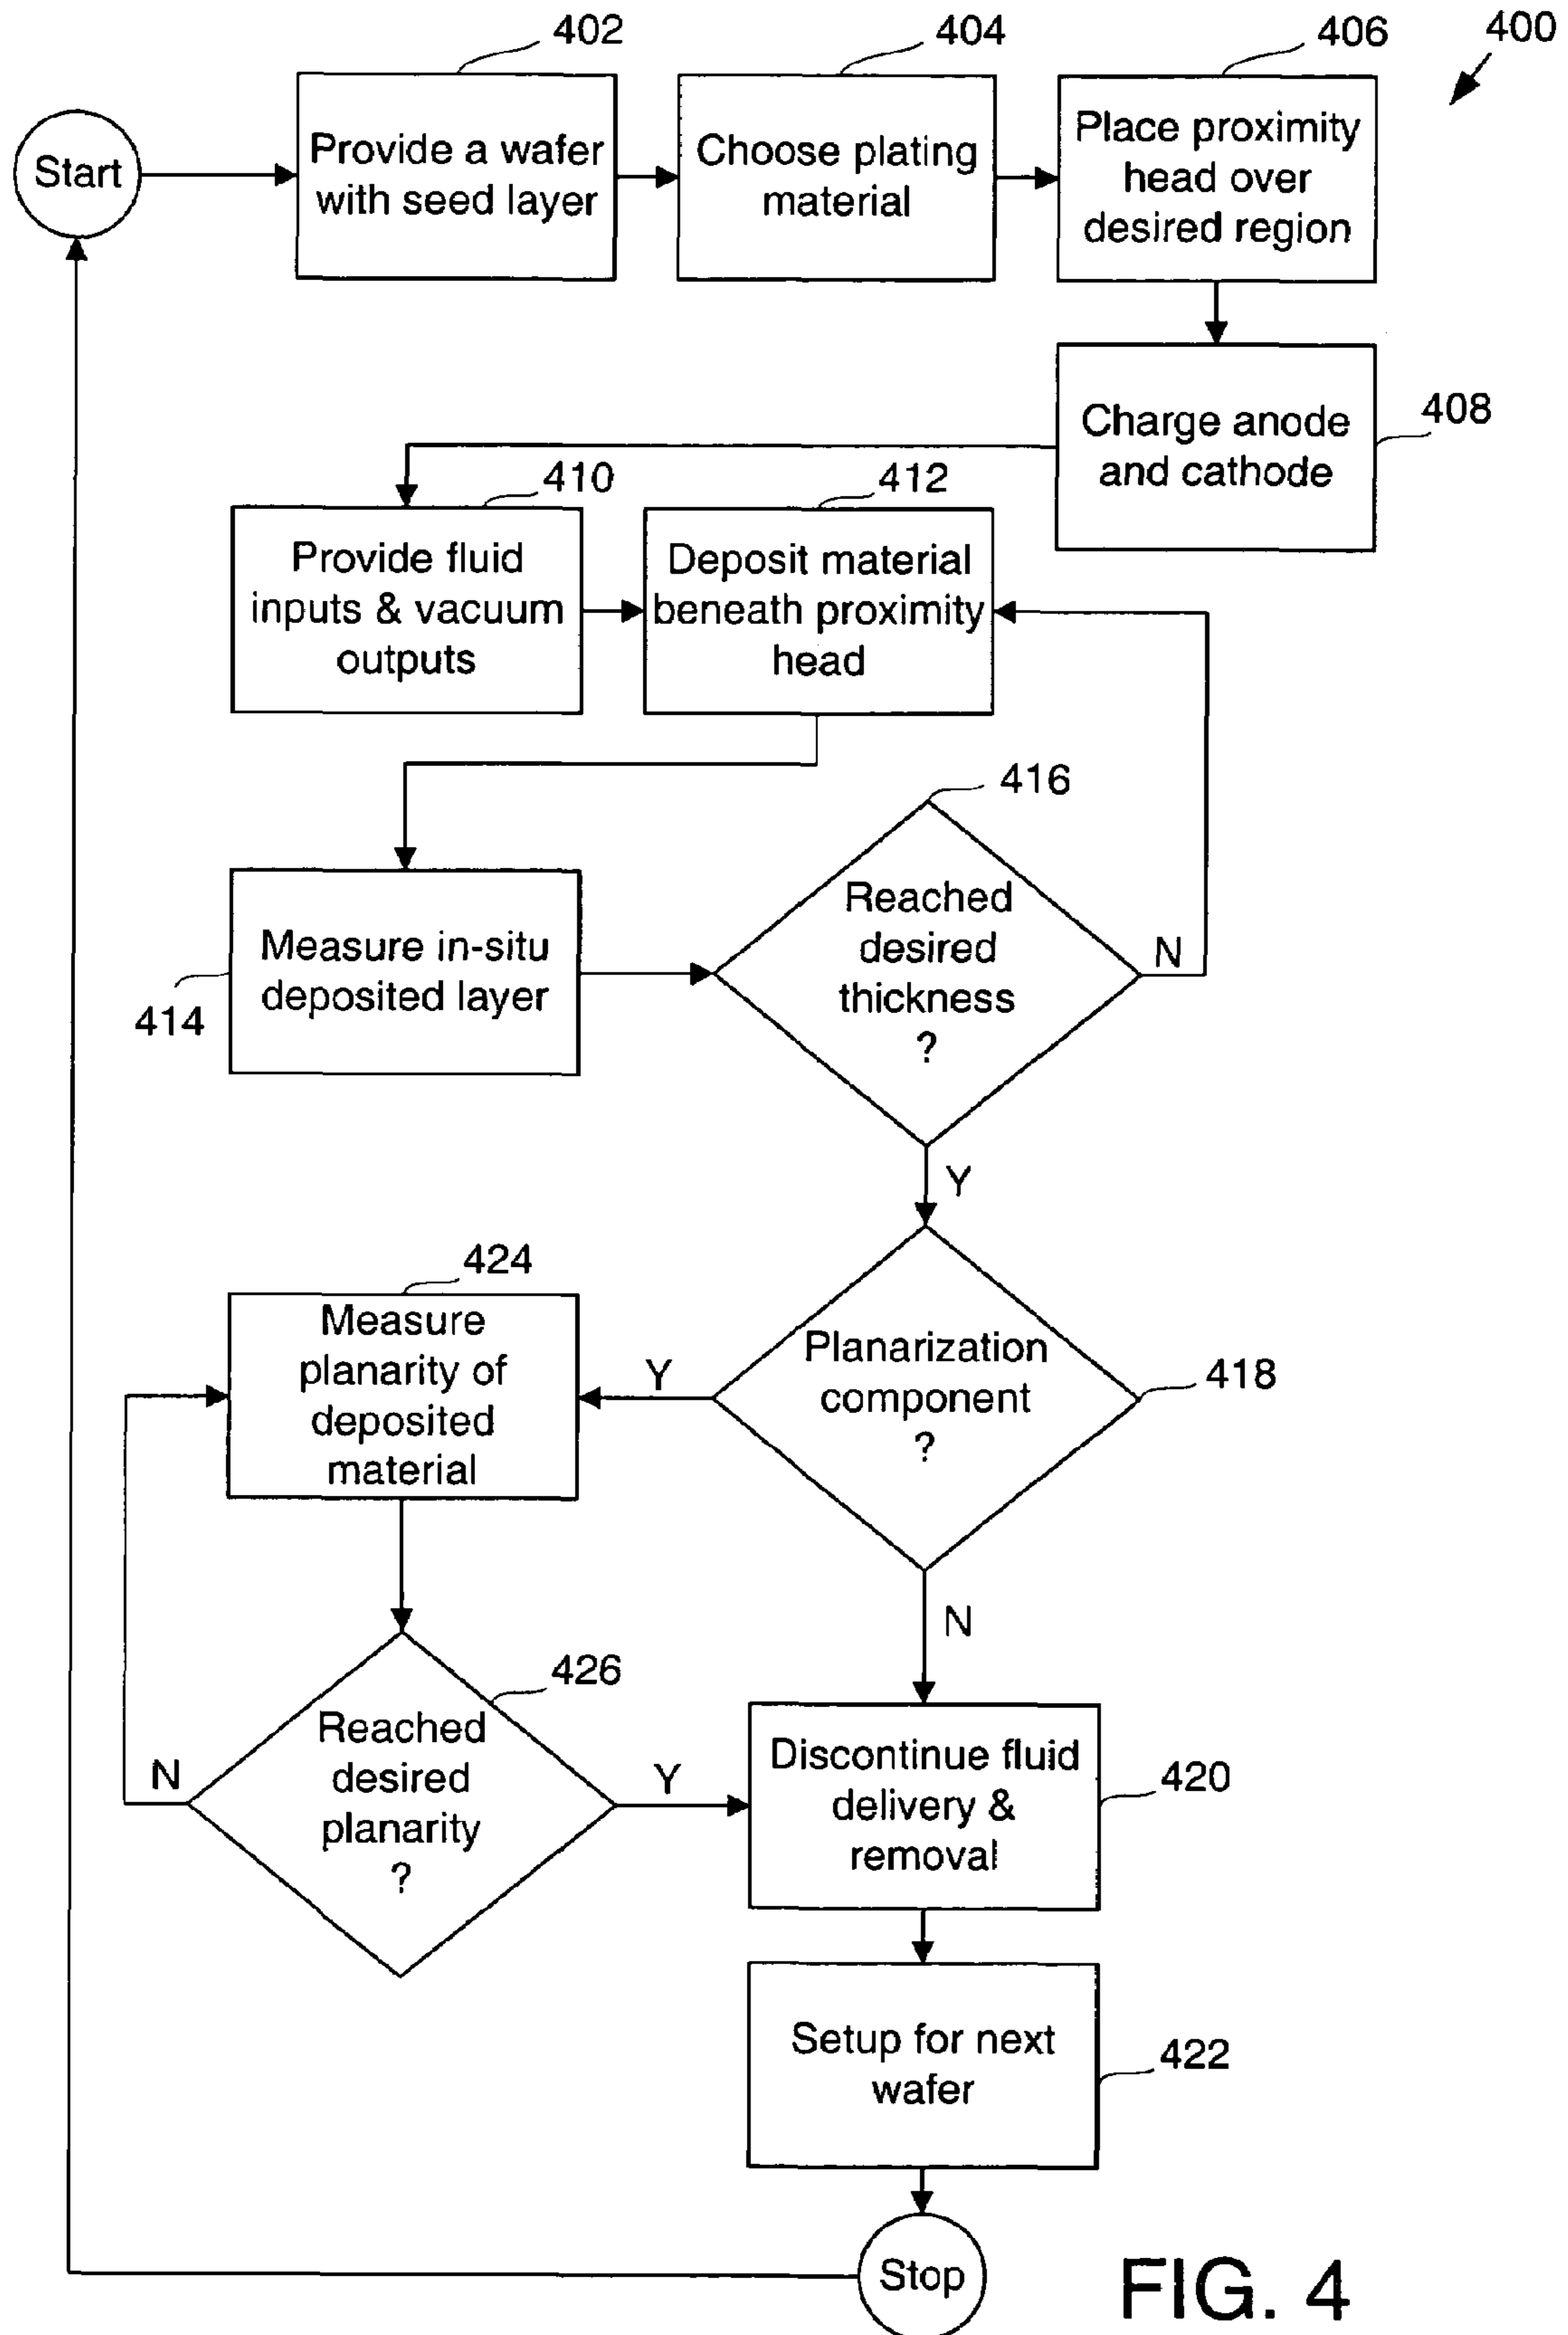 402
404
406
400
Start
Provide a wafer
with seed layer
Choose plating
material
Place proximity
head over
desired region
Charge anode
and cathode
408
410
412
Provide fluid
inputs & vacuum
outputs
Deposit material
beneath proximity
head
416
Measure in-situ
deposited layer
414
Reached
desired
thickness
?
N
Y
424
Measure
planarity of
deposited
material
Y
Planarization
component
?
418
N
426
Reached
desired
planarity
?
N
Y
Discontinue fluid
delivery &
removal
420
Setup for next
wafer
422
Stop
FIG. 4